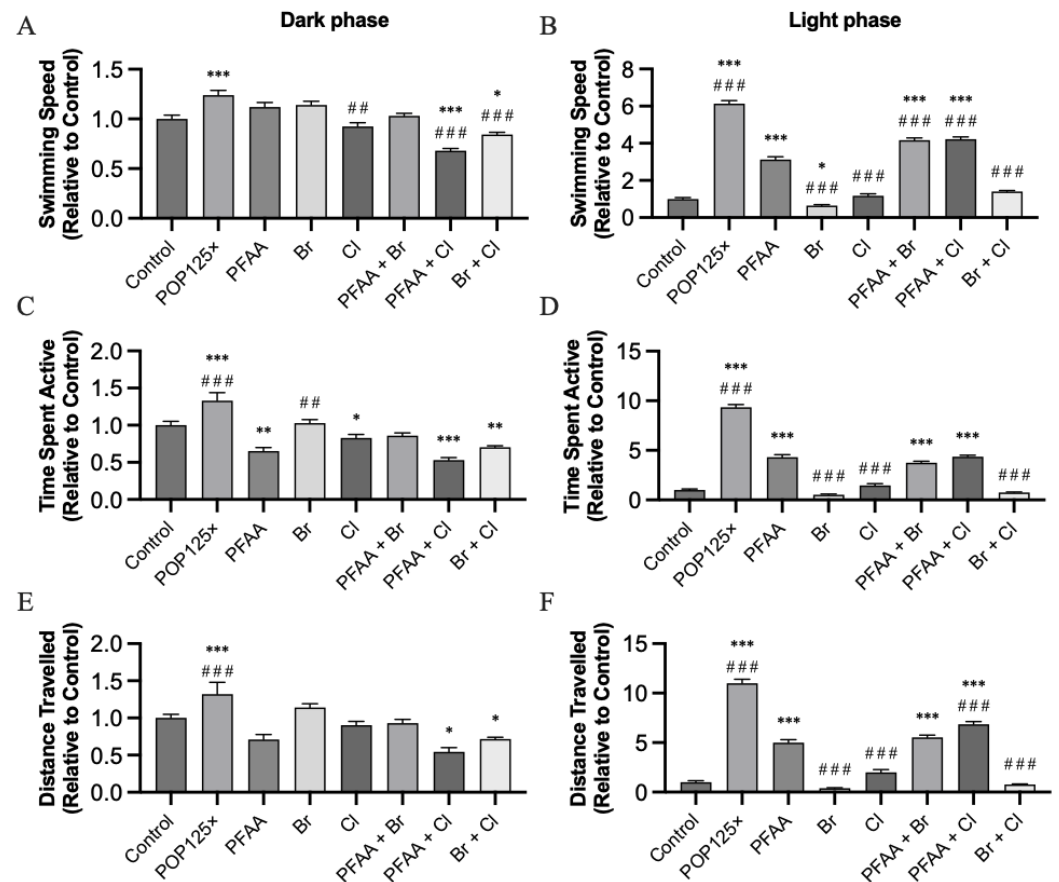 Dark phase
Light phase
A
Swimming Speed
(Relative to Control)
1.5
1.0
0.5
0.0
***
##
***
###
*
###
Control
POP125×
PFAA
Br
Cl
PFAA + Br
PFAA + Cl
Br + Cl
B
Swimming Speed
(Relative to Control)
8
6
4
2
0
***
###
***
*
###
###
***
###
***
###
###
Control
POP125×
PFAA
Br
Cl
PFAA + Br
PFAA + Cl
Br + Cl
C
Time Spent Active
(Relative to Control)
2.0
1.5
1.0
0.5
0.0
***
###
**
##
*
***
**
Control
POP125×
PFAA
Br
Cl
PFAA + Br
PFAA + Cl
Br + Cl
D
Time Spent Active
(Relative to Control)
15
10
5
0
***
###
***
###
###
***
***
###
Control
POP125×
PFAA
Br
Cl
PFAA + Br
PFAA + Cl
Br + Cl
E
Distance Travelled
(Relative to Control)
2.0
1.5
1.0
0.5
0.0
***
###
*
*
Control
POP125×
PFAA
Br
Cl
PFAA + Br
PFAA + Cl
Br + Cl
F
Distance Travelled
(Relative to Control)
15
10
5
0
***
###
***
###
###
***
***
###
###
Control
POP125×
PFAA
Br
Cl
PFAA + Br
PFAA + Cl
Br + Cl